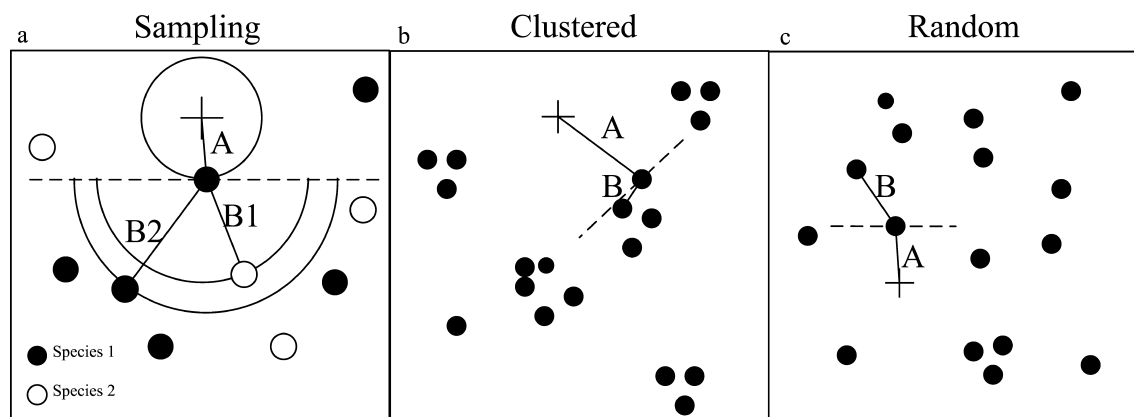 a
Sampling
b
Clustered
c
Random
A
B2
B1
Species 1
Species 2
A
B
B
A